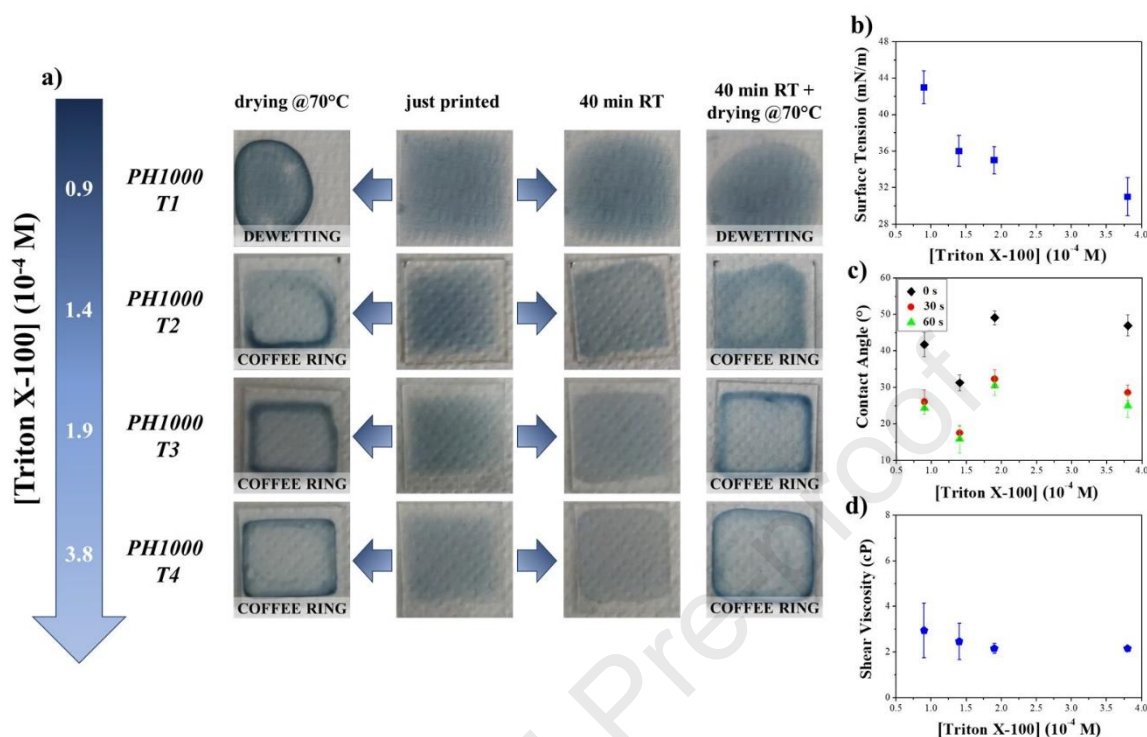 a)
[Triton X-100] (10⁻⁴ M)
0.9
1.4
1.9
3.8
drying @70°C
just printed
40 min RT
40 min RT +
drying @70°C
PH1000
T1
DEWETTING
DEWETTING
PH1000
T2
COFFEE RING
COFFEE RING
PH1000
T3
COFFEE RING
COFFEE RING
PH1000
T4
COFFEE RING
COFFEE RING
b)
Surface Tension (mN/m)
48
44
40
36
32
28
24
0.5 1.0 1.5 2.0 2.5 3.0 3.5 4.0
[Triton X-100] (10⁻⁴ M)
c)
0 s
30 s
60 s
Contact Angle (°)
60
50
40
30
20
10
0.5 1.0 1.5 2.0 2.5 3.0 3.5 4.0
[Triton X-100] (10⁻⁴ M)
d)
Shear Viscosity (cP)
8
6
4
2
0
0.5 1.0 1.5 2.0 2.5 3.0 3.5 4.0
[Triton X-100] (10⁻⁴ M)
Pre-proof